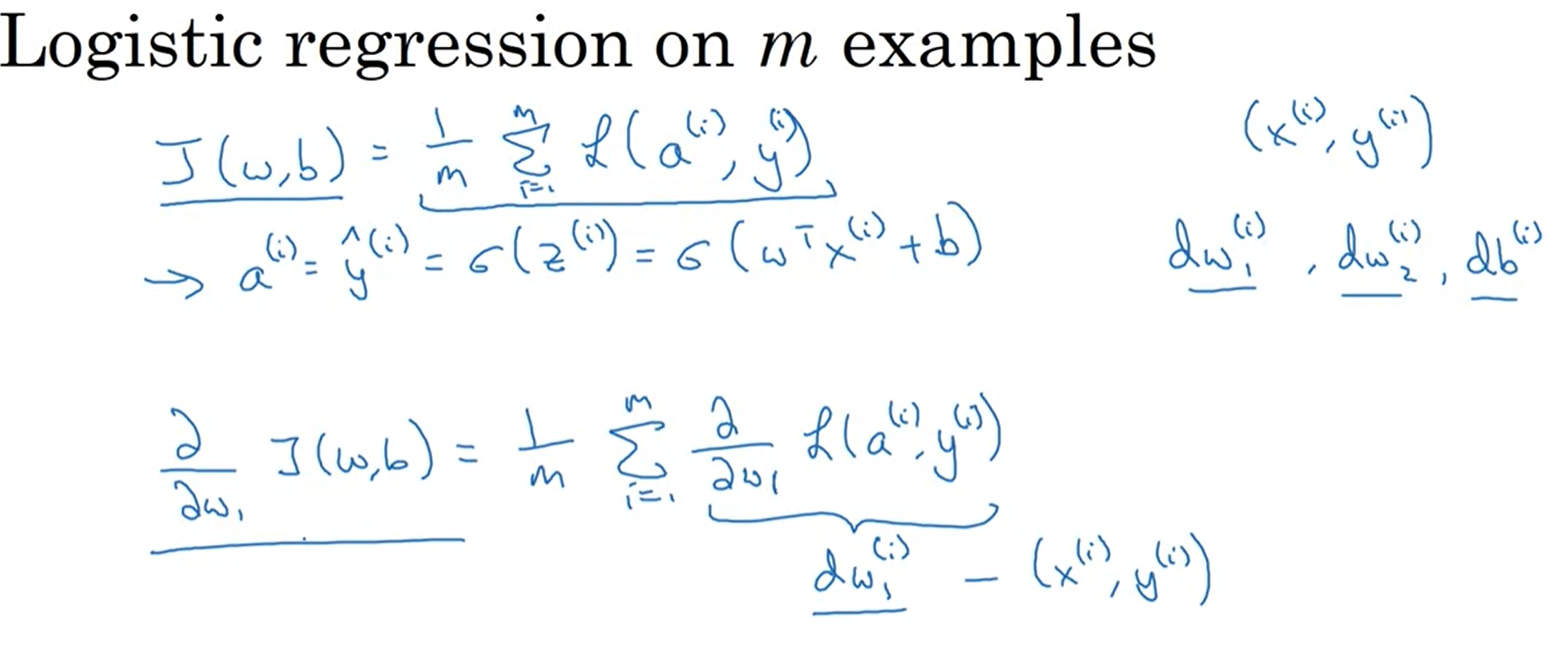 Logistic regression on m examples
J(w,b) = 1/m Σ_{i=1}^{m} ℒ(a^{(i)}, y^{(i)})
(x^{(i)}, y^{(i)})
→ a^{(i)} = ŷ^{(i)} = σ(z^{(i)}) = σ(w^T x^{(i)} + b)
dw_1^{(i)}, dw_2^{(i)}, db^{(i)}
∂/∂w_1 J(w,b) = 1/m Σ_{i=1}^{m} ∂/∂w_1 ℒ(a^{(i)}, y^{(i)})
dw_1^{(i)} — (x^{(i)}, y^{(i)})